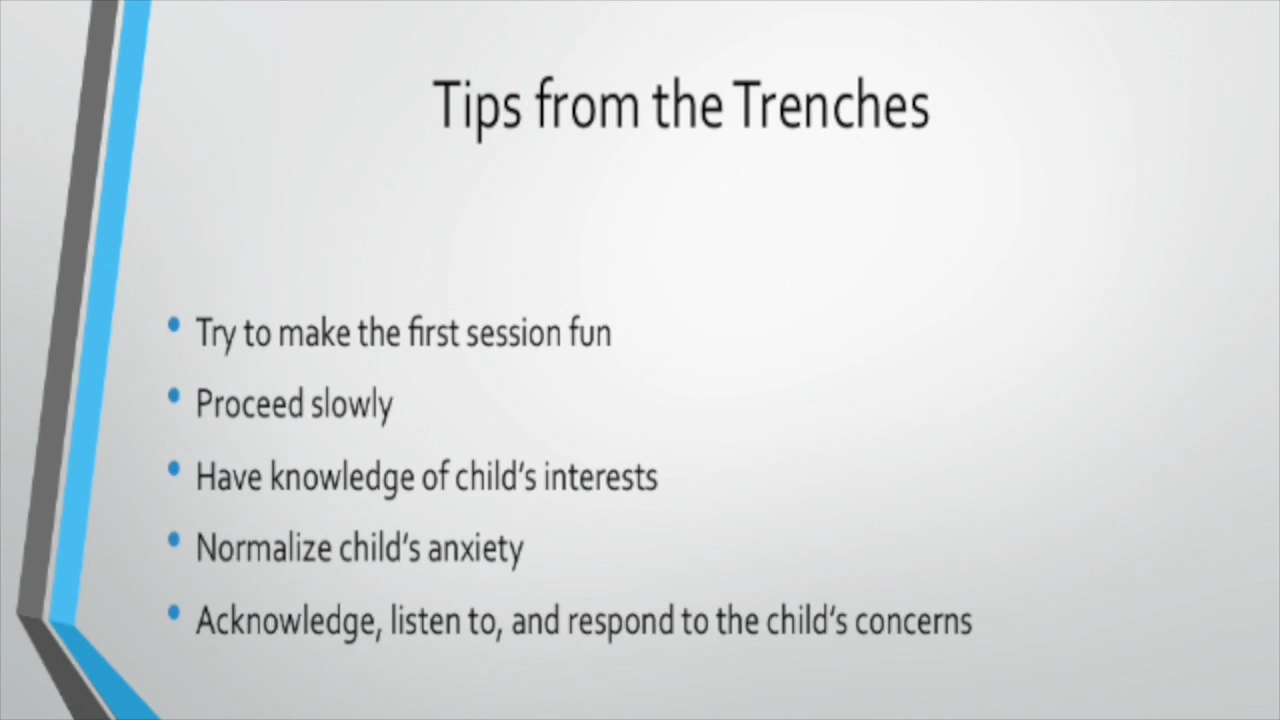 Tips from the Trenches
• Try to make the first session fun
• Proceed slowly
• Have knowledge of child's interests
• Normalize child's anxiety
• Acknowledge, listen to, and respond to the child's concerns